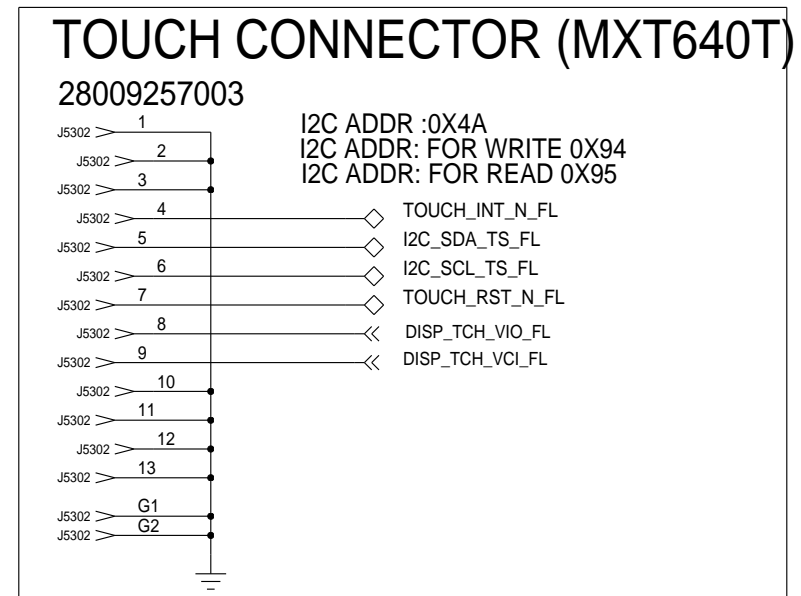 TOUCH CONNECTOR (MXT640T)
28009257003
I2C ADDR :0X4A
I2C ADDR: FOR WRITE 0X94
I2C ADDR: FOR READ 0X95
J5302 1
J5302 2
J5302 3
J5302 4 TOUCH_INT_N_FL
J5302 5 I2C_SDA_TS_FL
J5302 6 I2C_SCL_TS_FL
J5302 7 TOUCH_RST_N_FL
J5302 8 DISP_TCH_VIO_FL
J5302 9 DISP_TCH_VCI_FL
J5302 10
J5302 11
J5302 12
J5302 13
J5302 G1
J5302 G2